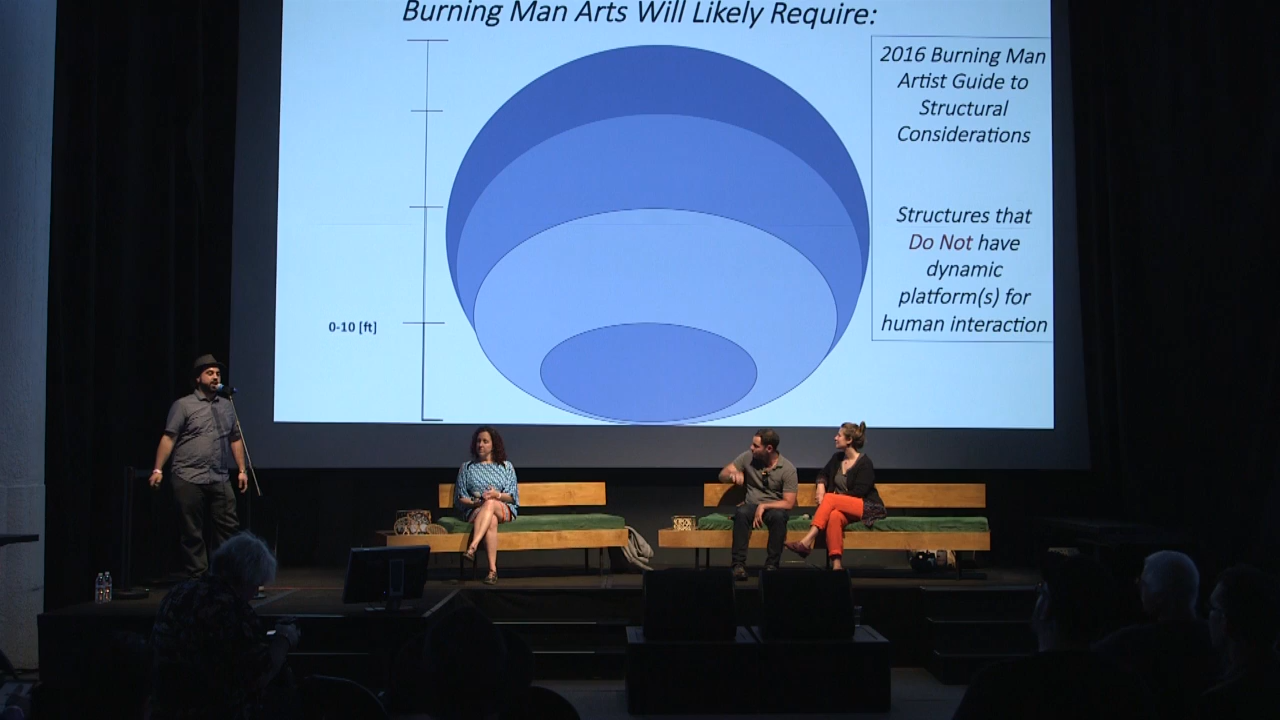 Burning Man Arts Will Likely Require:
2016 Burning Man
Artist Guide to
Structural
Considerations
Structures that
Do Not have
dynamic
platform(s) for
human interaction
0-10 [ft]